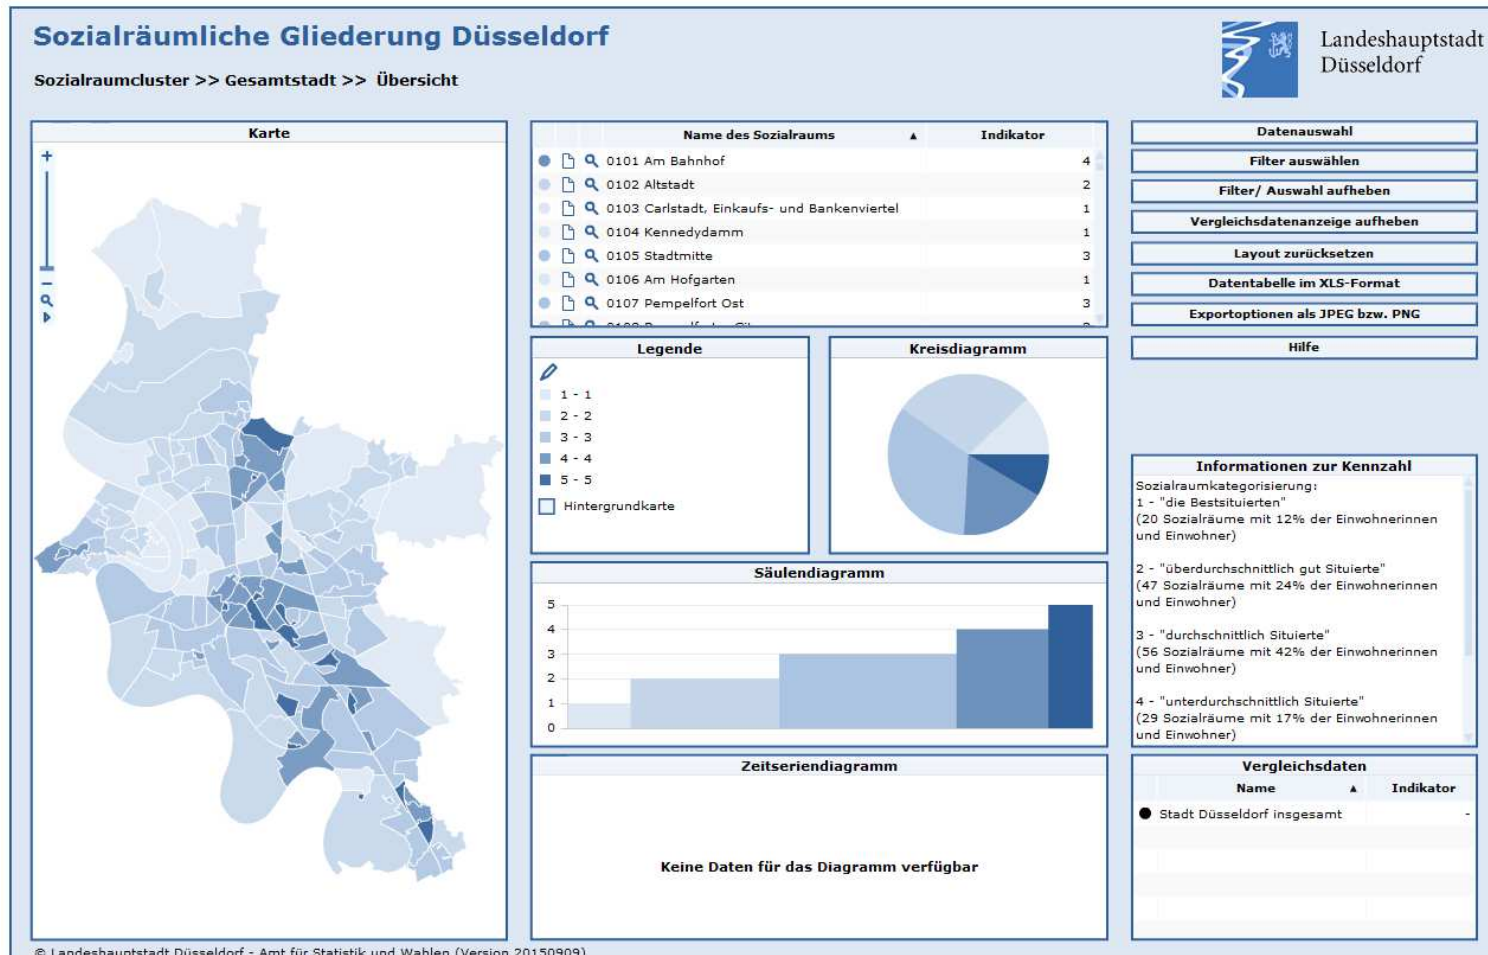 Sozialräumliche Gliederung Düsseldorf
Sozialraumcluster >> Gesamtstadt >> Übersicht
Landeshauptstadt
Düsseldorf
Karte
Name des Sozialraums ▲ Indikator
0101 Am Bahnhof 4
0102 Altstadt 2
0103 Carlstadt, Einkaufs- und Bankenviertel 1
0104 Kennedydamm 1
0105 Stadtmitte 3
0106 Am Hofgarten 1
0107 Pempelfort Ost 3
Legende
1 - 1
2 - 2
3 - 3
4 - 4
5 - 5
Hintergrundkarte
Kreisdiagramm
Säulendiagramm
5
4
3
2
1
0
Zeitseriendiagramm
Keine Daten für das Diagramm verfügbar
Datenauswahl
Filter auswählen
Filter/ Auswahl aufheben
Vergleichsdatenanzeige aufheben
Layout zurücksetzen
Datentabelle im XLS-Format
Exportoptionen als JPEG bzw. PNG
Hilfe
Informationen zur Kennzahl
Sozialraumkategorisierung:
1 - "die Bestsituierten"
(20 Sozialräume mit 12% der Einwohnerinnen
und Einwohner)
2 - "überdurchschnittlich gut Situierte"
(47 Sozialräume mit 24% der Einwohnerinnen
und Einwohner)
3 - "durchschnittlich Situierte"
(56 Sozialräume mit 42% der Einwohnerinnen
und Einwohner)
4 - "unterdurchschnittlich Situierte"
(29 Sozialräume mit 17% der Einwohnerinnen
und Einwohner)
Vergleichsdaten
Name ▲ Indikator
Stadt Düsseldorf insgesamt -
© Landeshauptstadt Düsseldorf - Amt für Statistik und Wahlen (Version 20150909)